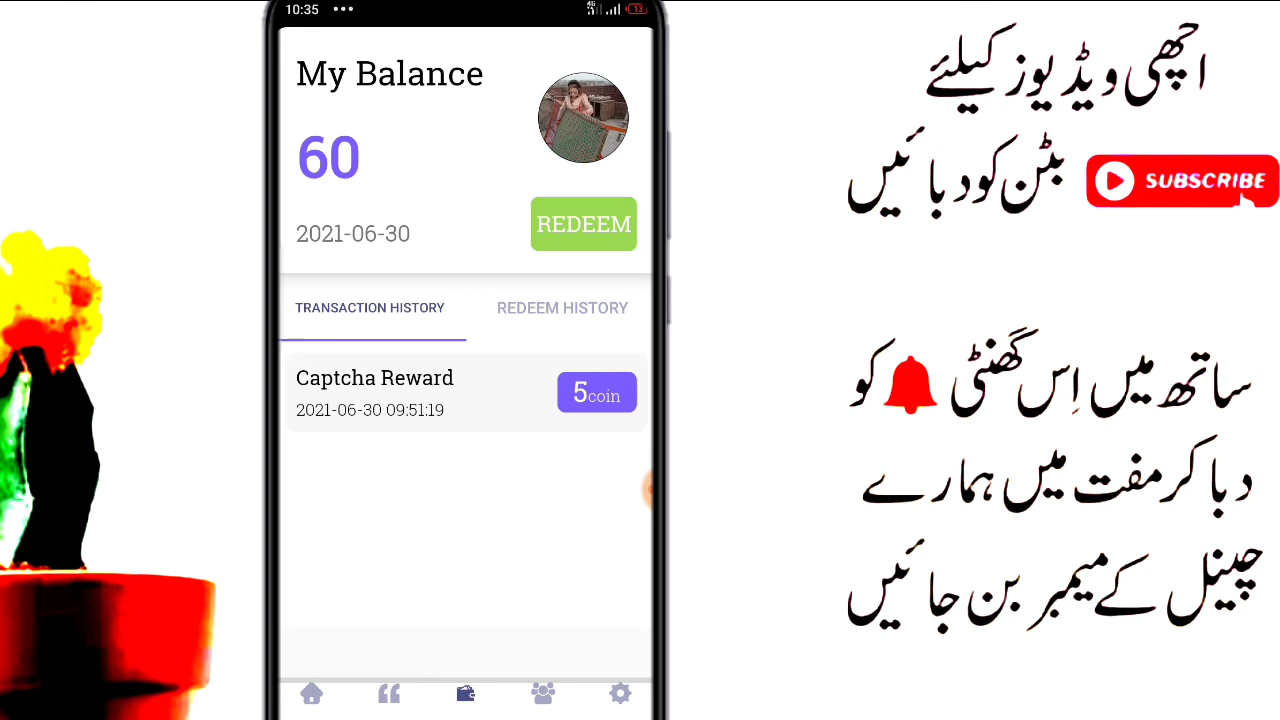 10:35
4G
13
My Balance
60
2021-06-30
REDEEM
TRANSACTION HISTORY
REDEEM HISTORY
Captcha Reward
5coin
2021-06-30 09:51:19
اچھی ویڈیوز کیلئے
SUBSCRIBE بٹن کو دبائیں
ساتھ میں اِس گھنٹی کو
دبا کر مفت میں ہمارے
چینل کے میمبر بن جائیں